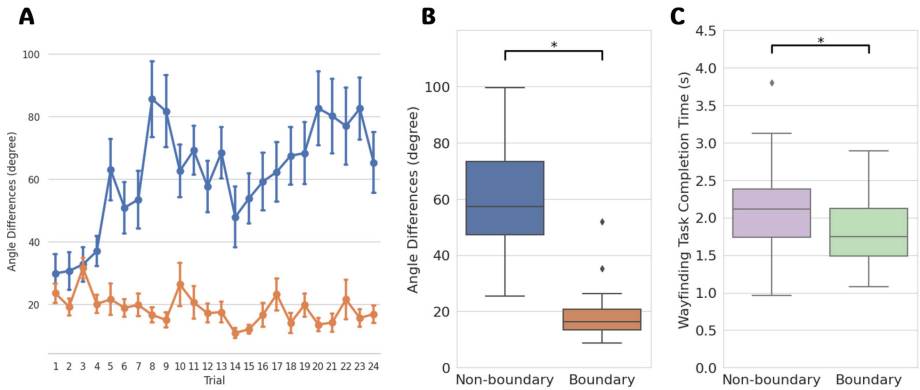 A
Angle Differences (degree)
100
80
60
40
20
1 2 3 4 5 6 7 8 9 10 11 12 13 14 15 16 17 18 19 20 21 22 23 24
Trial
B
*
Angle Differences (degree)
100
80
60
40
20
0
Non-boundary Boundary
C
*
Wayfinding Task Completion Time (s)
4.5
4.0
3.5
3.0
2.5
2.0
1.5
1.0
0.5
0.0
Non-boundary Boundary